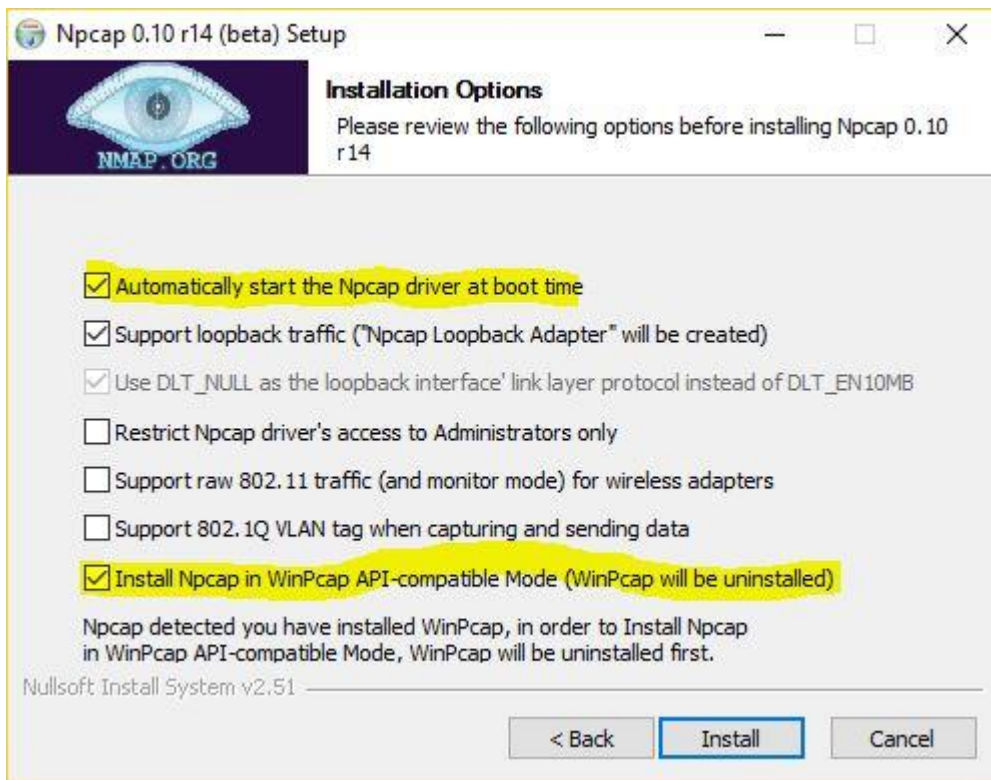 Npcap 0.10 r14 (beta) Setup
NMAP.ORG
Installation Options
Please review the following options before installing Npcap 0.10
r14
Automatically start the Npcap driver at boot time
Support loopback traffic ("Npcap Loopback Adapter" will be created)
Use DLT_NULL as the loopback interface' link layer protocol instead of DLT_EN10MB
Restrict Npcap driver's access to Administrators only
Support raw 802.11 traffic (and monitor mode) for wireless adapters
Support 802.1Q VLAN tag when capturing and sending data
Install Npcap in WinPcap API-compatible Mode (WinPcap will be uninstalled)
Npcap detected you have installed WinPcap, in order to Install Npcap
in WinPcap API-compatible Mode, WinPcap will be uninstalled first.
Nullsoft Install System v2.51
< Back Install Cancel